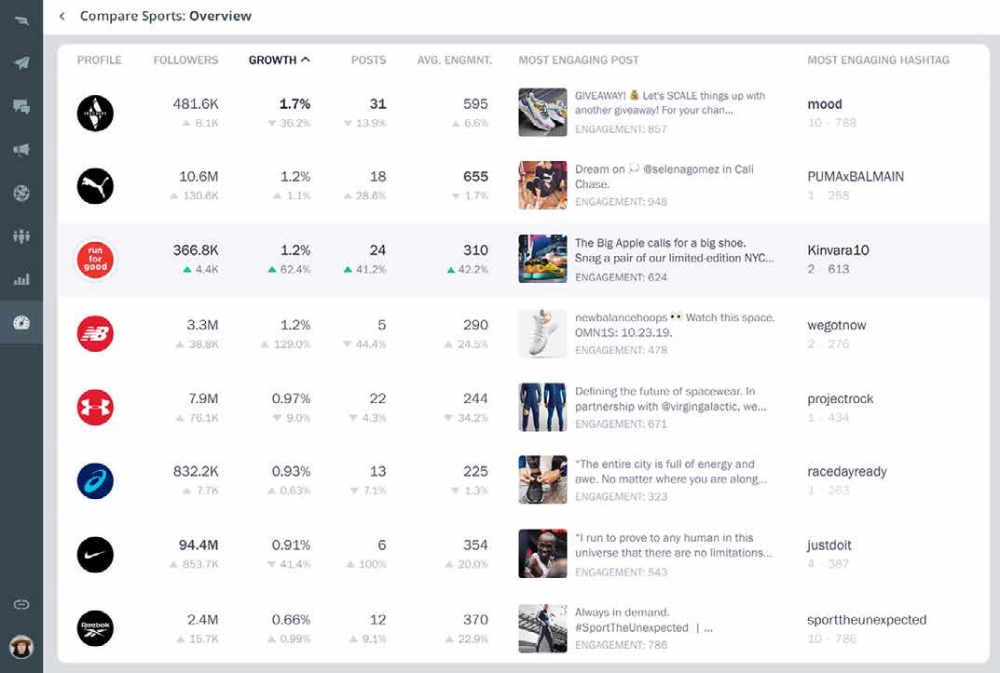 Compare Sports: Overview
PROFILE FOLLOWERS GROWTH POSTS AVG. ENGMNT. MOST ENGAGING POST MOST ENGAGING HASHTAG
SKECHERS
481.6K 1.7% 31 595
8.1K 36.2% 13.9% 6.6%
GIVEAWAY! 💰 Let's SCALE things up with
another giveaway! For your chan...
ENGAGEMENT: 857
mood
10 · 788
10.6M 1.2% 18 655
130.6K 1.1% 28.6% 1.7%
Dream on 💭 @selenagomez in Cali
Chase.
ENGAGEMENT: 948
PUMAxBALMAIN
1 · 258
run
for
good
366.8K 1.2% 24 310
4.4K 62.4% 41.2% 42.2%
The Big Apple calls for a big shoe.
Snag a pair of our limited-edition NYC...
ENGAGEMENT: 624
Kinvara10
2 · 613
NB
3.3M 1.2% 5 290
38.8K 129.0% 44.4% 24.5%
newbalancehoops 👀 Watch this space.
OMN1S: 10.23.19.
ENGAGEMENT: 478
wegotnow
2 · 276
7.9M 0.97% 22 244
76.1K 9.0% 4.3% 34.2%
Defining the future of spacewear. In
partnership with @virgingalactic, we...
ENGAGEMENT: 671
projectrock
1 · 434
832.2K 0.93% 13 225
7.7K 0.63% 7.1% 1.3%
“The entire city is full of energy and
awe. No matter where you are along...
ENGAGEMENT: 323
racedayready
1 · 263
94.4M 0.91% 6 354
853.7K 41.4% 100% 20.0%
“I run to prove to any human in this
universe that there are no limitations...
ENGAGEMENT: 543
justdoit
4 · 387
Reebok
2.4M 0.66% 12 370
15.7K 0.99% 9.1% 22.9%
Always in demand.
#SportTheUnexpected | ...
ENGAGEMENT: 786
sporttheunexpected
10 · 786